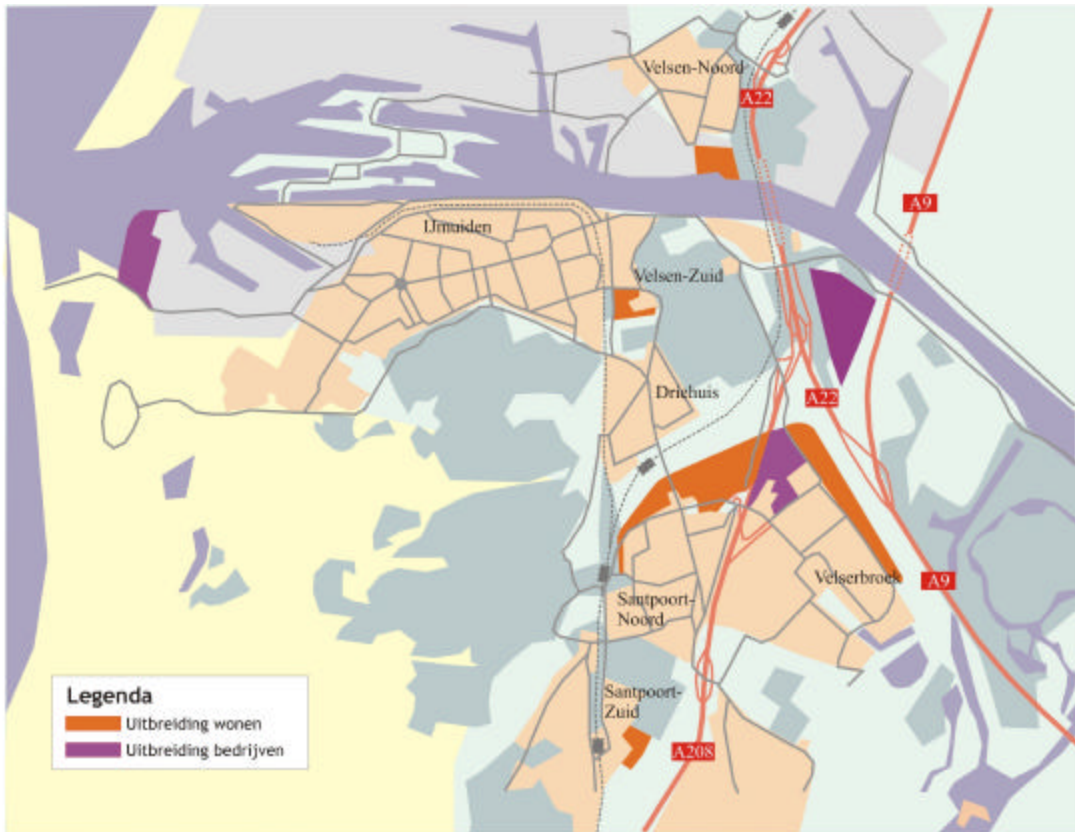 Velsen-Noord
A22
A9
IJmuiden
Velsen-Zuid
Driehuis
A22
Velserbroek
A9
Santpoort-
Noord
Santpoort-
Zuid
A208
Legenda
Uitbreiding wonen
Uitbreiding bedrijven